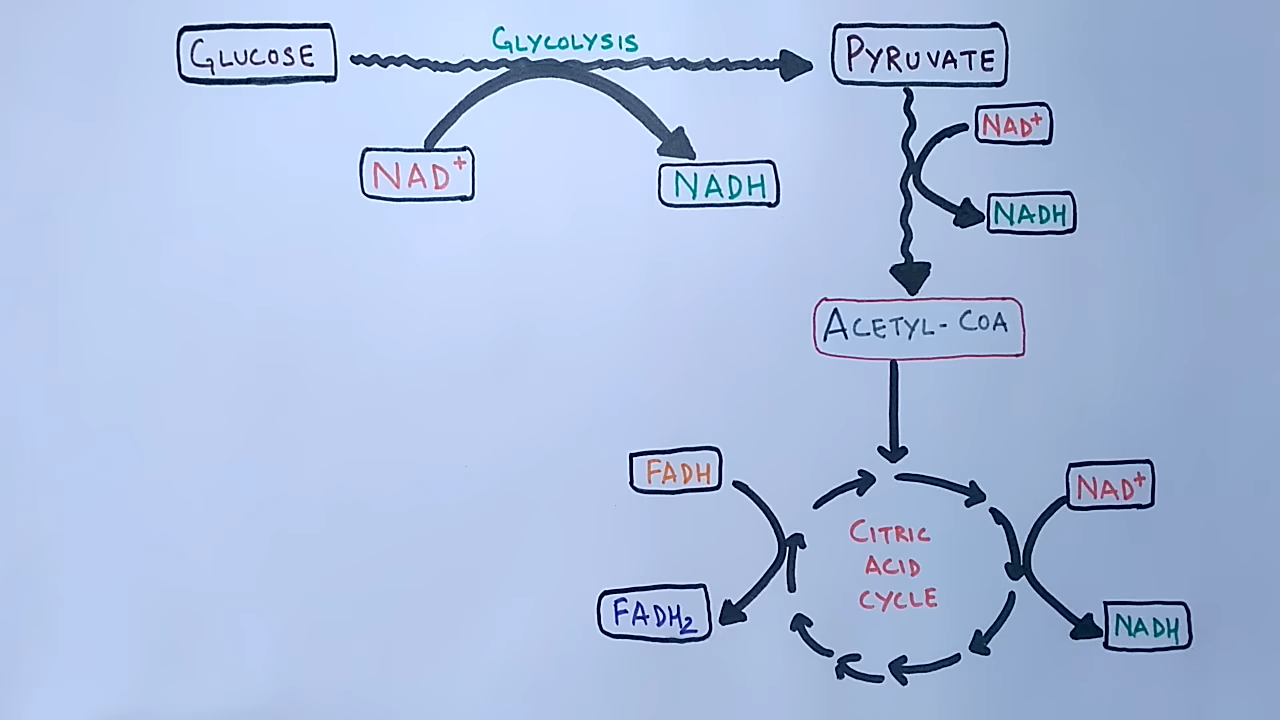 GLUCOSE
GLYCOLYSIS
PYRUVATE
NAD+
NADH
NAD+
NADH
ACETYL-COA
FADH
NAD+
CITRIC
ACID
CYCLE
FADH₂
NADH